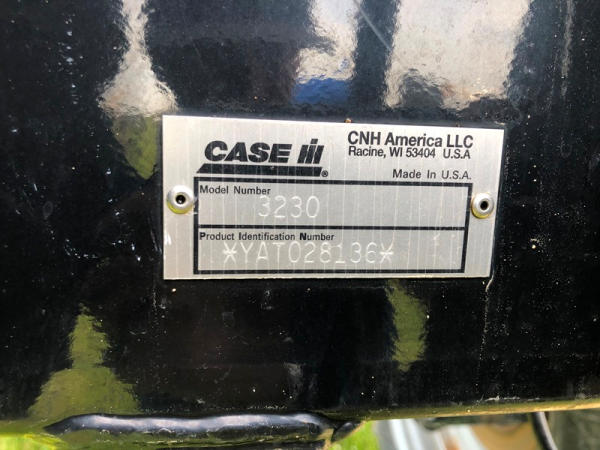 CASE IH®
CNH America LLC
Racine, WI 53404 U.S.A
Made In U.S.A.
Model Number
3230
Product Identification Number
*YAT028136*